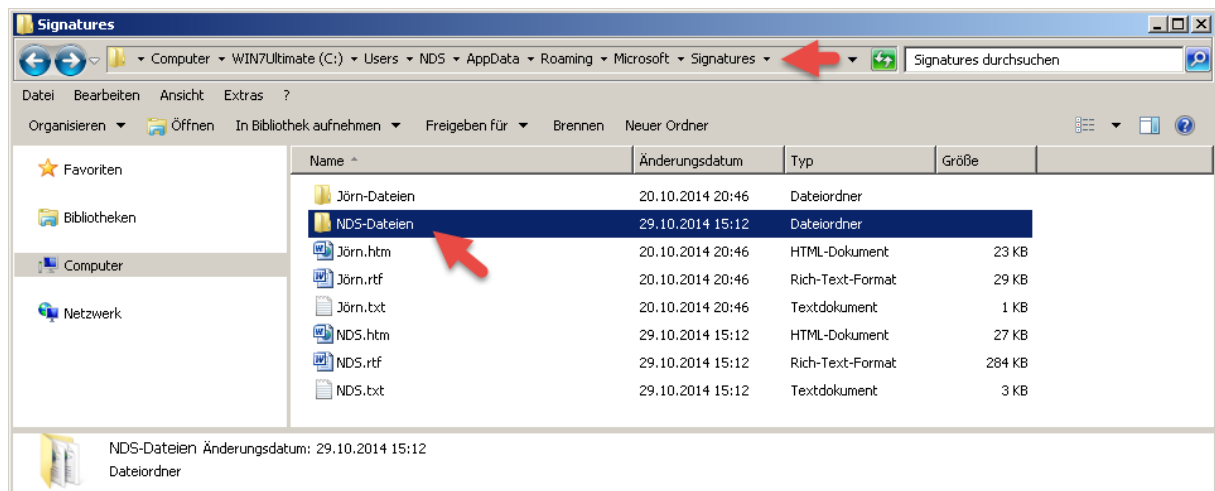 Signatures
Computer WIN7Ultimate (C:) Users NDS AppData Roaming Microsoft Signatures Signatures durchsuchen
Datei Bearbeiten Ansicht Extras ?
Organisieren Öffnen In Bibliothek aufnehmen Freigeben für Brennen Neuer Ordner
Favoriten
Bibliotheken
Computer
Netzwerk
Name Änderungsdatum Typ Größe
Jörn-Dateien 20.10.2014 20:46 Dateiordner
NDS-Dateien 29.10.2014 15:12 Dateiordner
Jörn.htm 20.10.2014 20:46 HTML-Dokument 23 KB
Jörn.rtf 20.10.2014 20:46 Rich-Text-Format 29 KB
Jörn.txt 20.10.2014 20:46 Textdokument 1 KB
NDS.htm 29.10.2014 15:12 HTML-Dokument 27 KB
NDS.rtf 29.10.2014 15:12 Rich-Text-Format 284 KB
NDS.txt 29.10.2014 15:12 Textdokument 3 KB
NDS-Dateien Änderungsdatum: 29.10.2014 15:12
Dateiordner